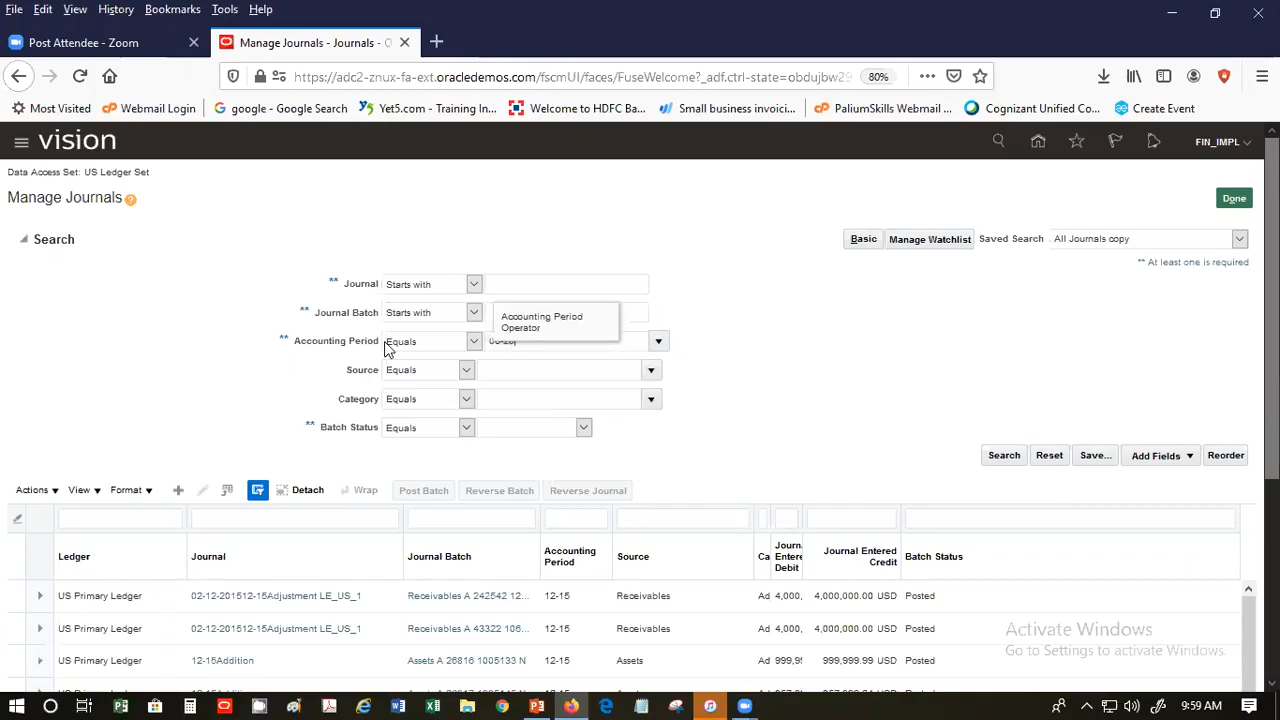 File Edit View History Bookmarks Tools Help
Post Attendee - Zoom
Manage Journals - Journals - O
https://adc2-znux-fa-ext.oracledemos.com/fscmUI/faces/FuseWelcome?_adf.ctrl-state=obdujbw29 80%
Most Visited Webmail Login google - Google Search Yet5.com - Training In... Welcome to HDFC Ba... Small business invoici... PaliumSkills Webmail ... Cognizant Unified Co... Create Event
vision FIN_IMPL
Data Access Set: US Ledger Set
Manage Journals Done
Search Basic Manage Watchlist Saved Search All Journals copy
** At least one is required
** Journal Starts with
** Journal Batch Starts with
Accounting Period
Operator
** Accounting Period Equals
Source Equals
Category Equals
** Batch Status Equals
Search Reset Save... Add Fields Reorder
Actions View Format Detach Wrap Post Batch Reverse Batch Reverse Journal
Ledger Journal Journal Batch Accounting Period Source Ca Journ Entere Debit Journal Entered Credit Batch Status
US Primary Ledger 02-12-201512-15Adjustment LE_US_1 Receivables A 242542 12... 12-15 Receivables Ad 4,000, 4,000,000.00 USD Posted
US Primary Ledger 02-12-201512-15Adjustment LE_US_1 Receivables A 43322 106... 12-15 Receivables Ad 4,000, 4,000,000.00 USD Posted
US Primary Ledger 12-15Addition Assets A 26816 1005133 N 12-15 Assets Ad 999,9 999,999.99 USD Posted
Activate Windows
Go to Settings to activate Windows.
9:59 AM